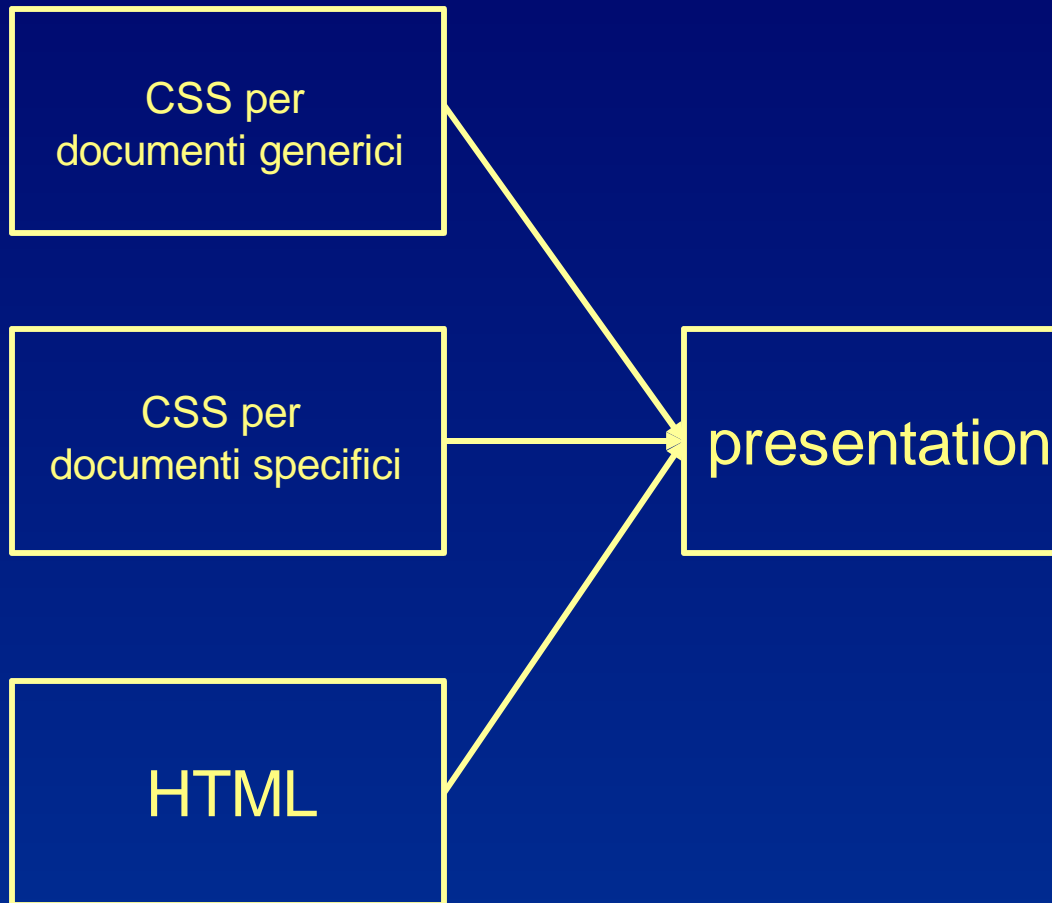 CSS per
documenti generici
CSS per
documenti specifici
presentation
HTML